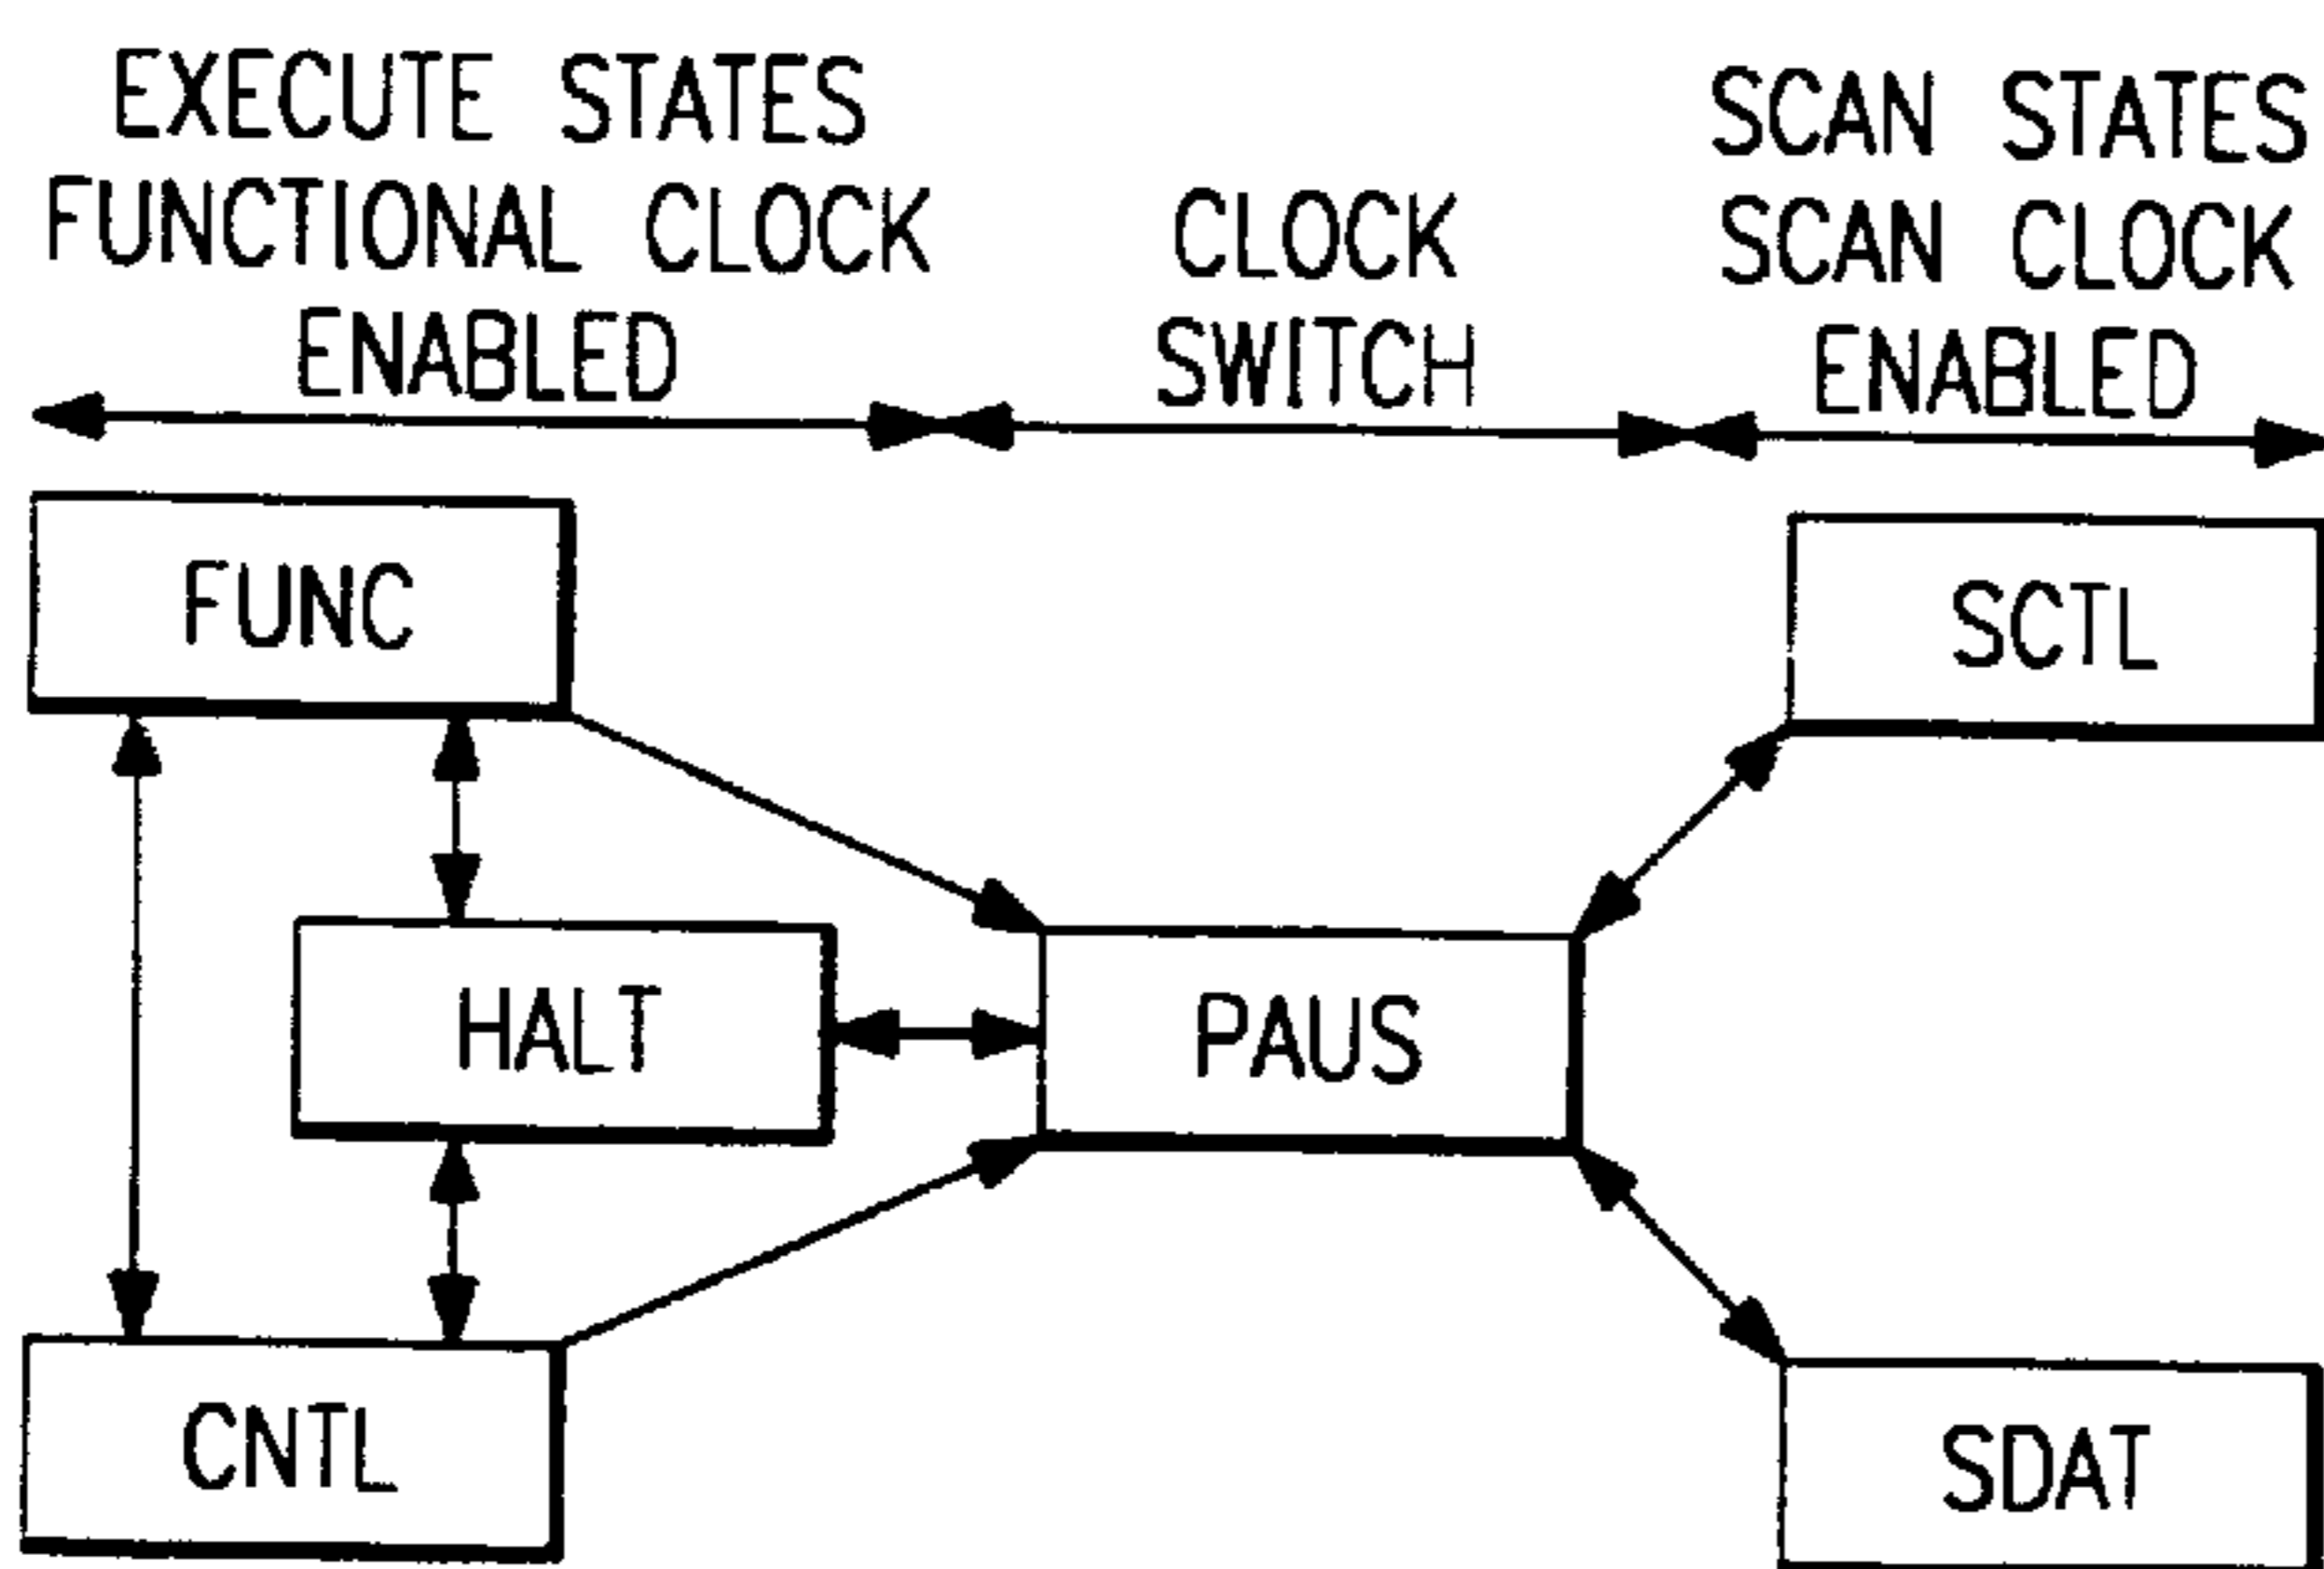 EXECUTE STATES
FUNCTIONAL CLOCK
ENABLED
CLOCK
SWITCH
SCAN STATES
SCAN CLOCK
ENABLED
FUNC
SCTL
HALT
PAUS
CNTL
SDAT